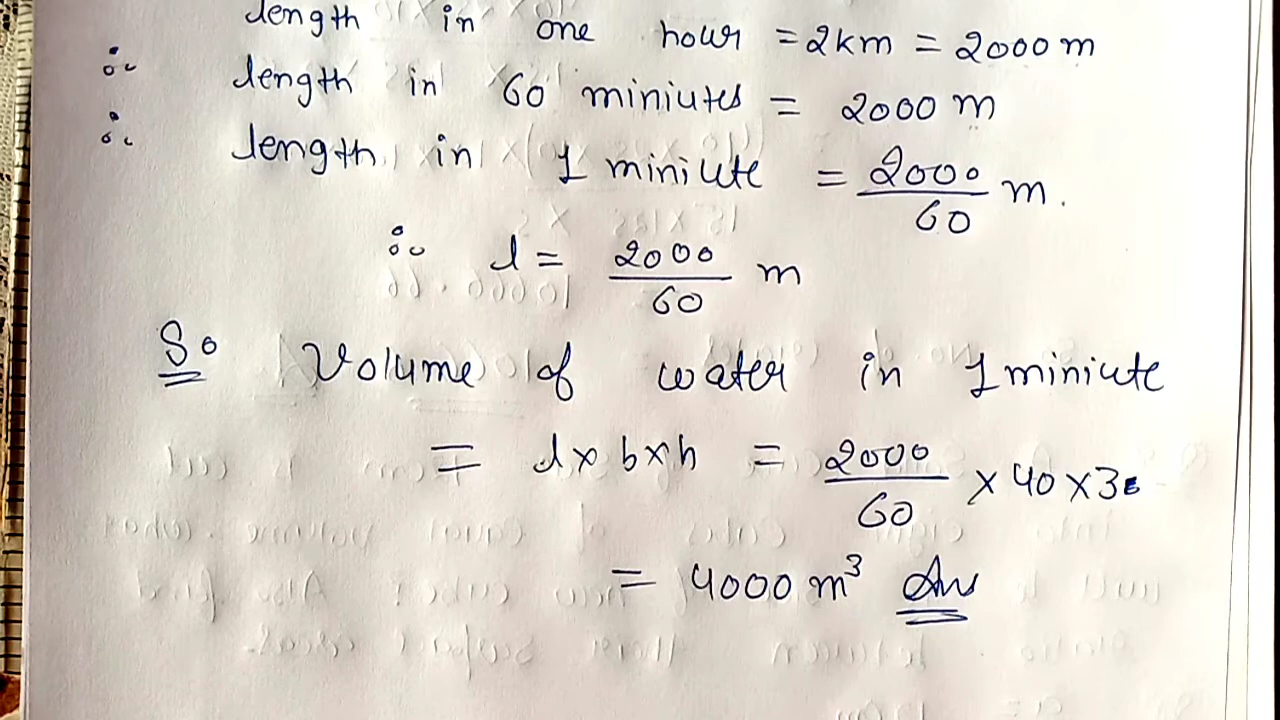 length in one hour = 2km = 2000 m
∴ length in 60 miniutes = 2000 m
∴ length in 1 miniute = 2000/60 m.
∴ l = 2000/60 m
So Volume of water in 1 miniute
= l × b × h = 2000/60 × 40 × 3
= 4000 m³ Ans